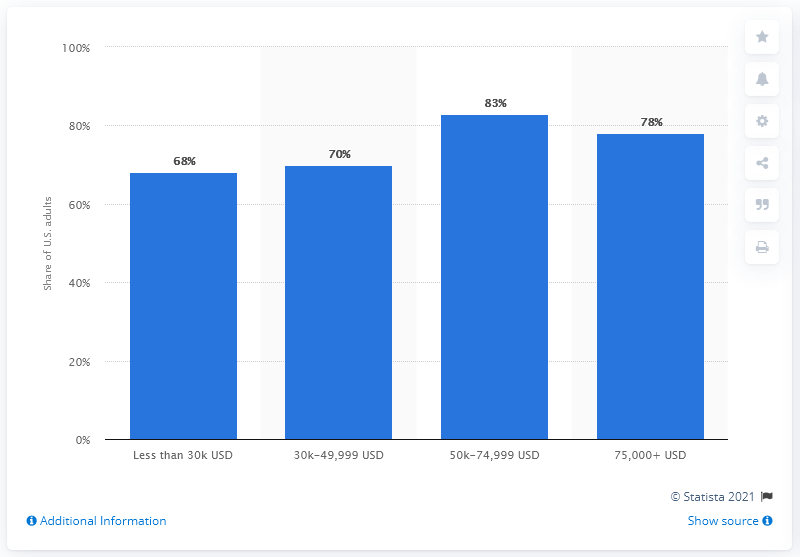 100%
80%
60%
40%
20%
0%
Share of U.S. adults
68%
70%
83%
78%
Less than 30k USD
30k–49,999 USD
50k–74,999 USD
75,000+ USD
© Statista 2021
Additional Information
Show source